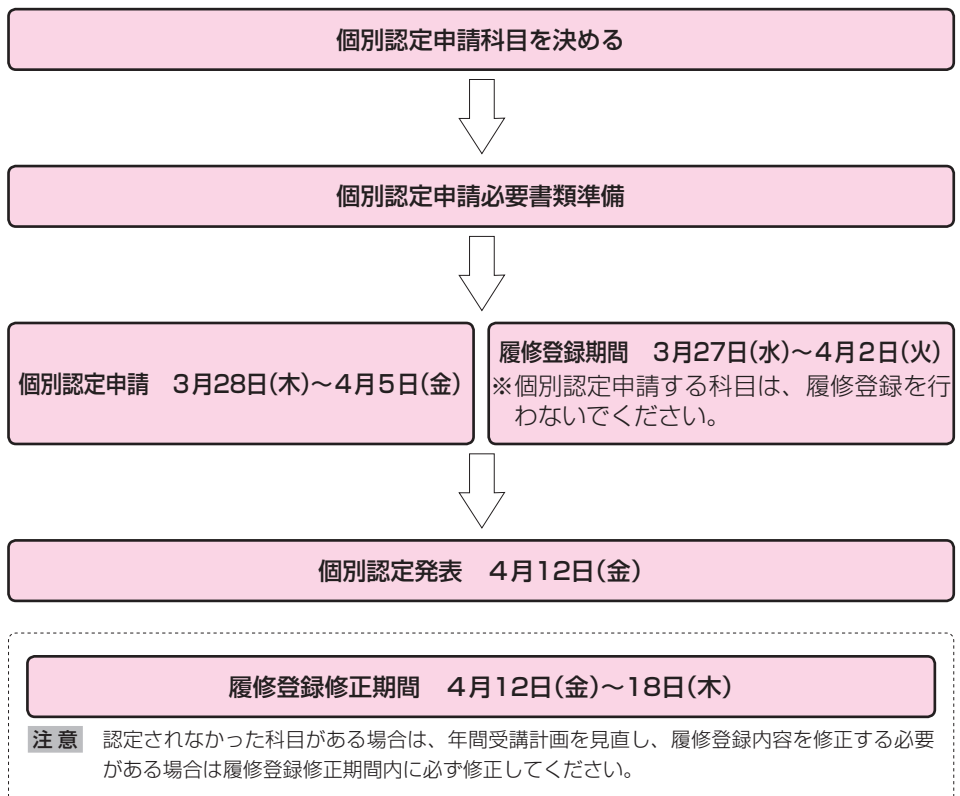 個別認定申請科目を決める
個別認定申請必要書類準備
個別認定申請　3月28日(木)～4月5日(金)
履修登録期間　3月27日(水)～4月2日(火)
※個別認定申請する科目は、履修登録を行
わないでください。
個別認定発表　4月12日(金)
履修登録修正期間　4月12日(金)～18日(木)
注 意　認定されなかった科目がある場合は、年間受講計画を見直し、履修登録内容を修正する必要
がある場合は履修登録修正期間内に必ず修正してください。